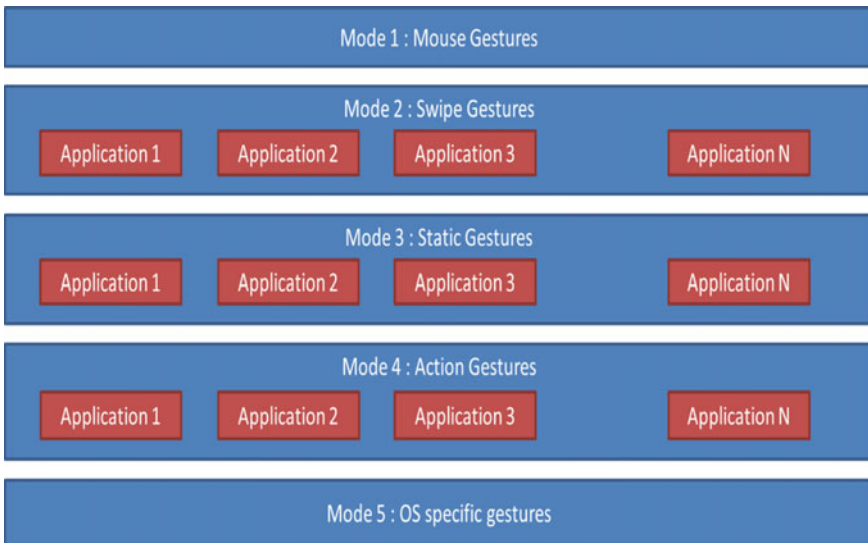 Mode 1 : Mouse Gestures
Mode 2 : Swipe Gestures
Application 1 Application 2 Application 3 Application N
Mode 3 : Static Gestures
Application 1 Application 2 Application 3 Application N
Mode 4 : Action Gestures
Application 1 Application 2 Application 3 Application N
Mode 5 : OS specific gestures